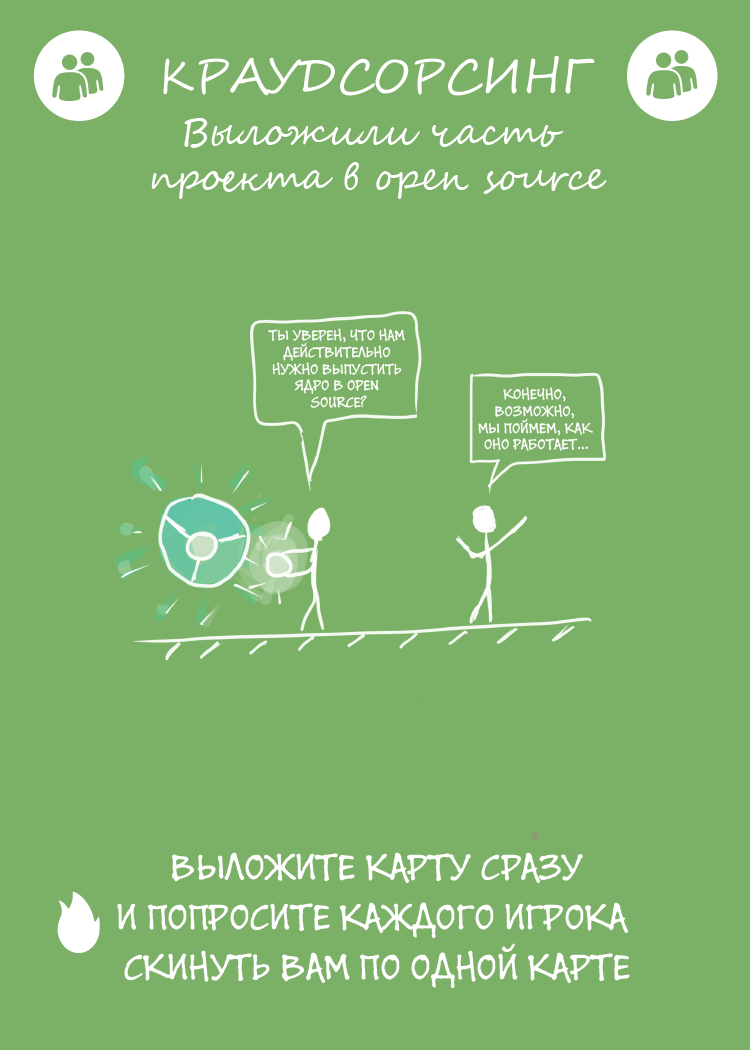 КРАУДСОРСИНГ
Выложили часть
проекта в open source
ТЫ УВЕРЕН, ЧТО НАМ
ДЕЙСТВИТЕЛЬНО
НУЖНО ВЫПУСТИТЬ
ЯДРО В OPEN
SOURCE?
КОНЕЧНО,
ВОЗМОЖНО,
МЫ ПОЙМЕМ, КАК
ОНО РАБОТАЕТ...
ВЫЛОЖИТЕ КАРТУ СРАЗУ
И ПОПРОСИТЕ КАЖДОГО ИГРОКА
СКИНУТЬ ВАМ ПО ОДНОЙ КАРТЕ